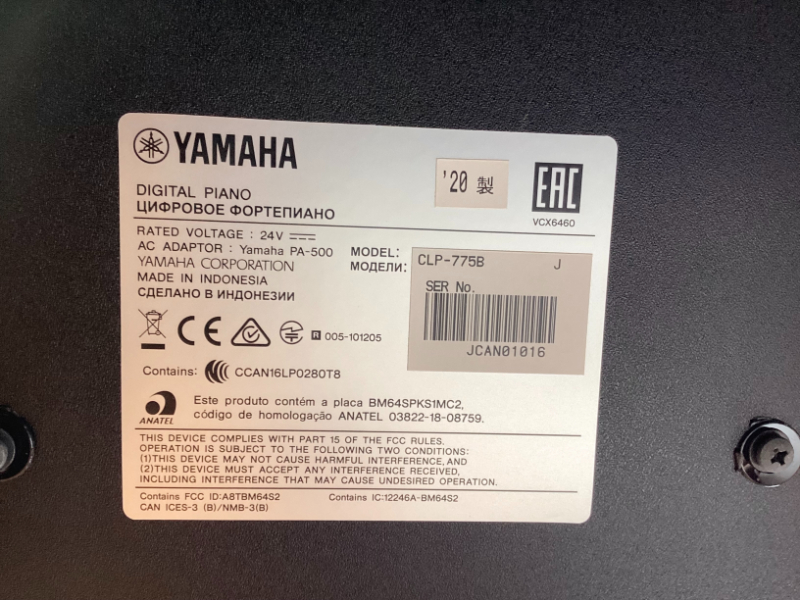 YAMAHA
'20 製
EAC
VCX6460
DIGITAL PIANO
ЦИФРОВОЕ ФОРТЕПИАНО
RATED VOLTAGE : 24V
AC ADAPTOR : Yamaha PA-500
YAMAHA CORPORATION
MADE IN INDONESIA
СДЕЛАНО В ИНДОНЕЗИИ
MODEL: CLP-775B J
МОДЕЛИ:
SER No.
JCAN01016
CE R 005-101205
Contains: CCAN16LP0280T8
ANATEL
Este produto contém a placa BM64SPKS1MC2,
código de homologação ANATEL 03822-18-08759.
THIS DEVICE COMPLIES WITH PART 15 OF THE FCC RULES.
OPERATION IS SUBJECT TO THE FOLLOWING TWO CONDITIONS:
(1)THIS DEVICE MAY NOT CAUSE HARMFUL INTERFERENCE, AND
(2)THIS DEVICE MUST ACCEPT ANY INTERFERENCE RECEIVED,
INCLUDING INTERFERENCE THAT MAY CAUSE UNDESIRED OPERATION.
Contains FCC ID:A8TBM64S2 Contains IC:12246A-BM64S2
CAN ICES-3 (B)/NMB-3(B)